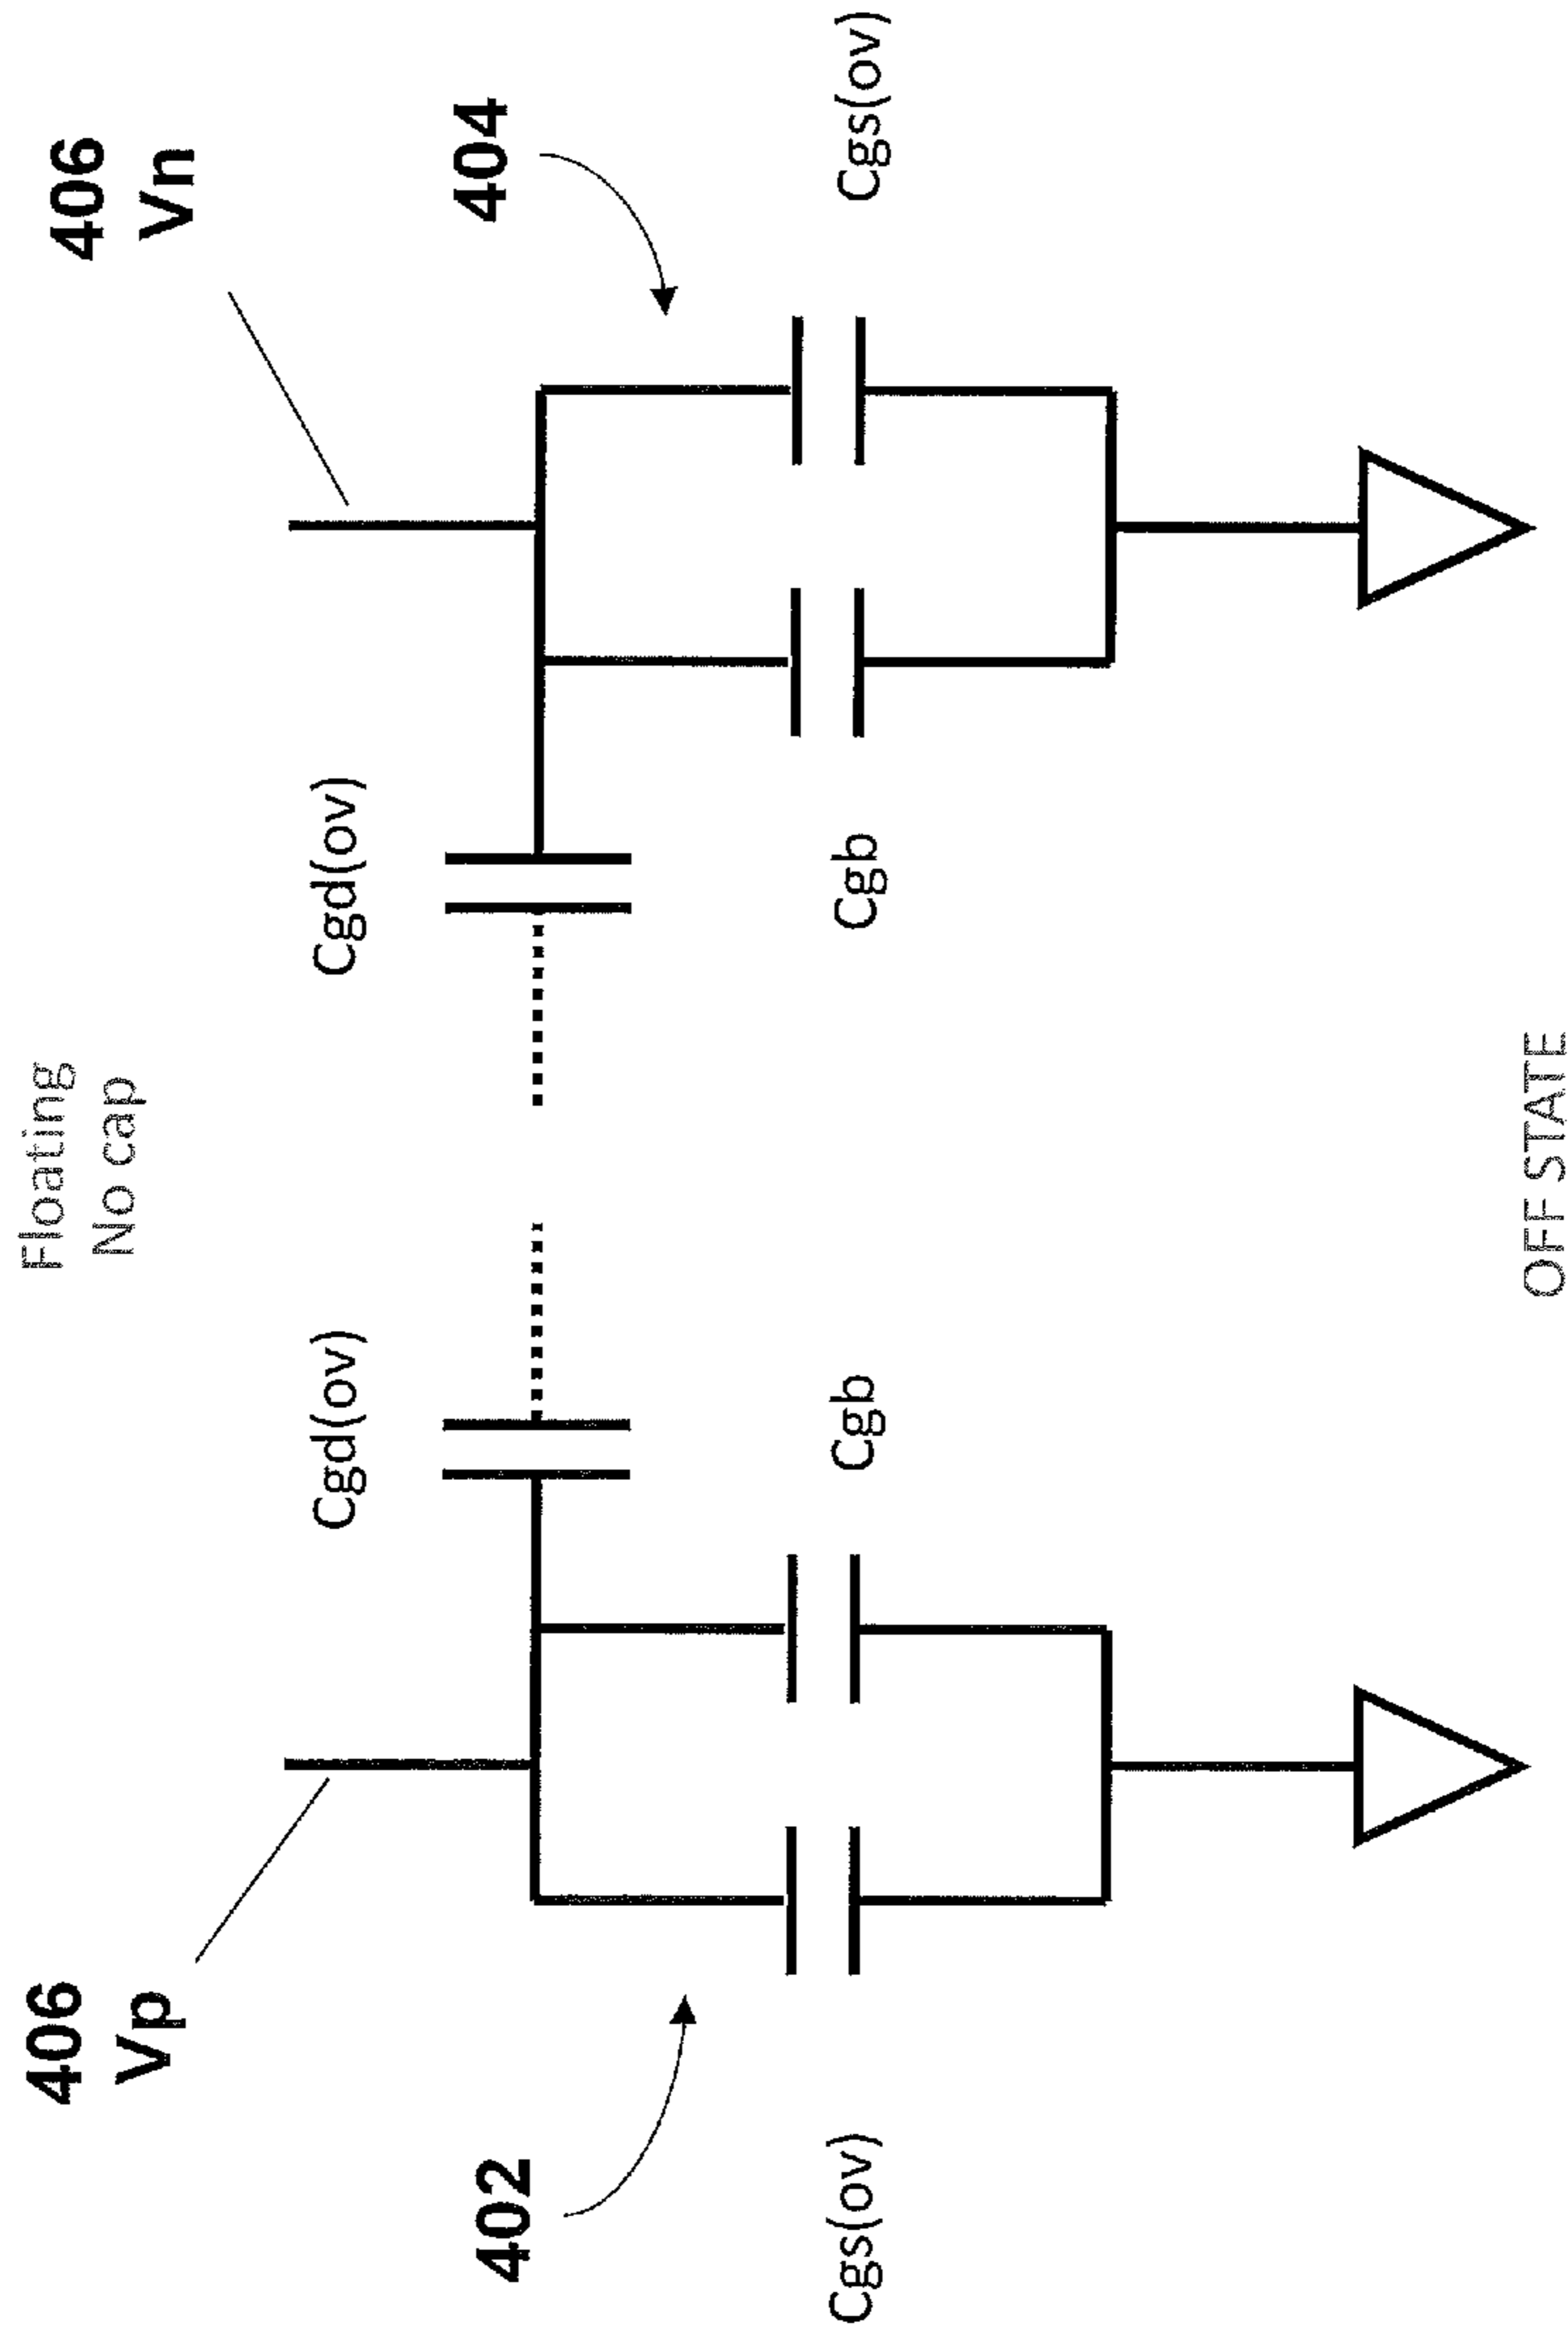 406
Vp
Floating
No cap
406
Vn
402
Cgd(ov)
Cgd(ov)
404
Cgs(ov)
Cgb
Cgb
Cgs(ov)
OFF STATE